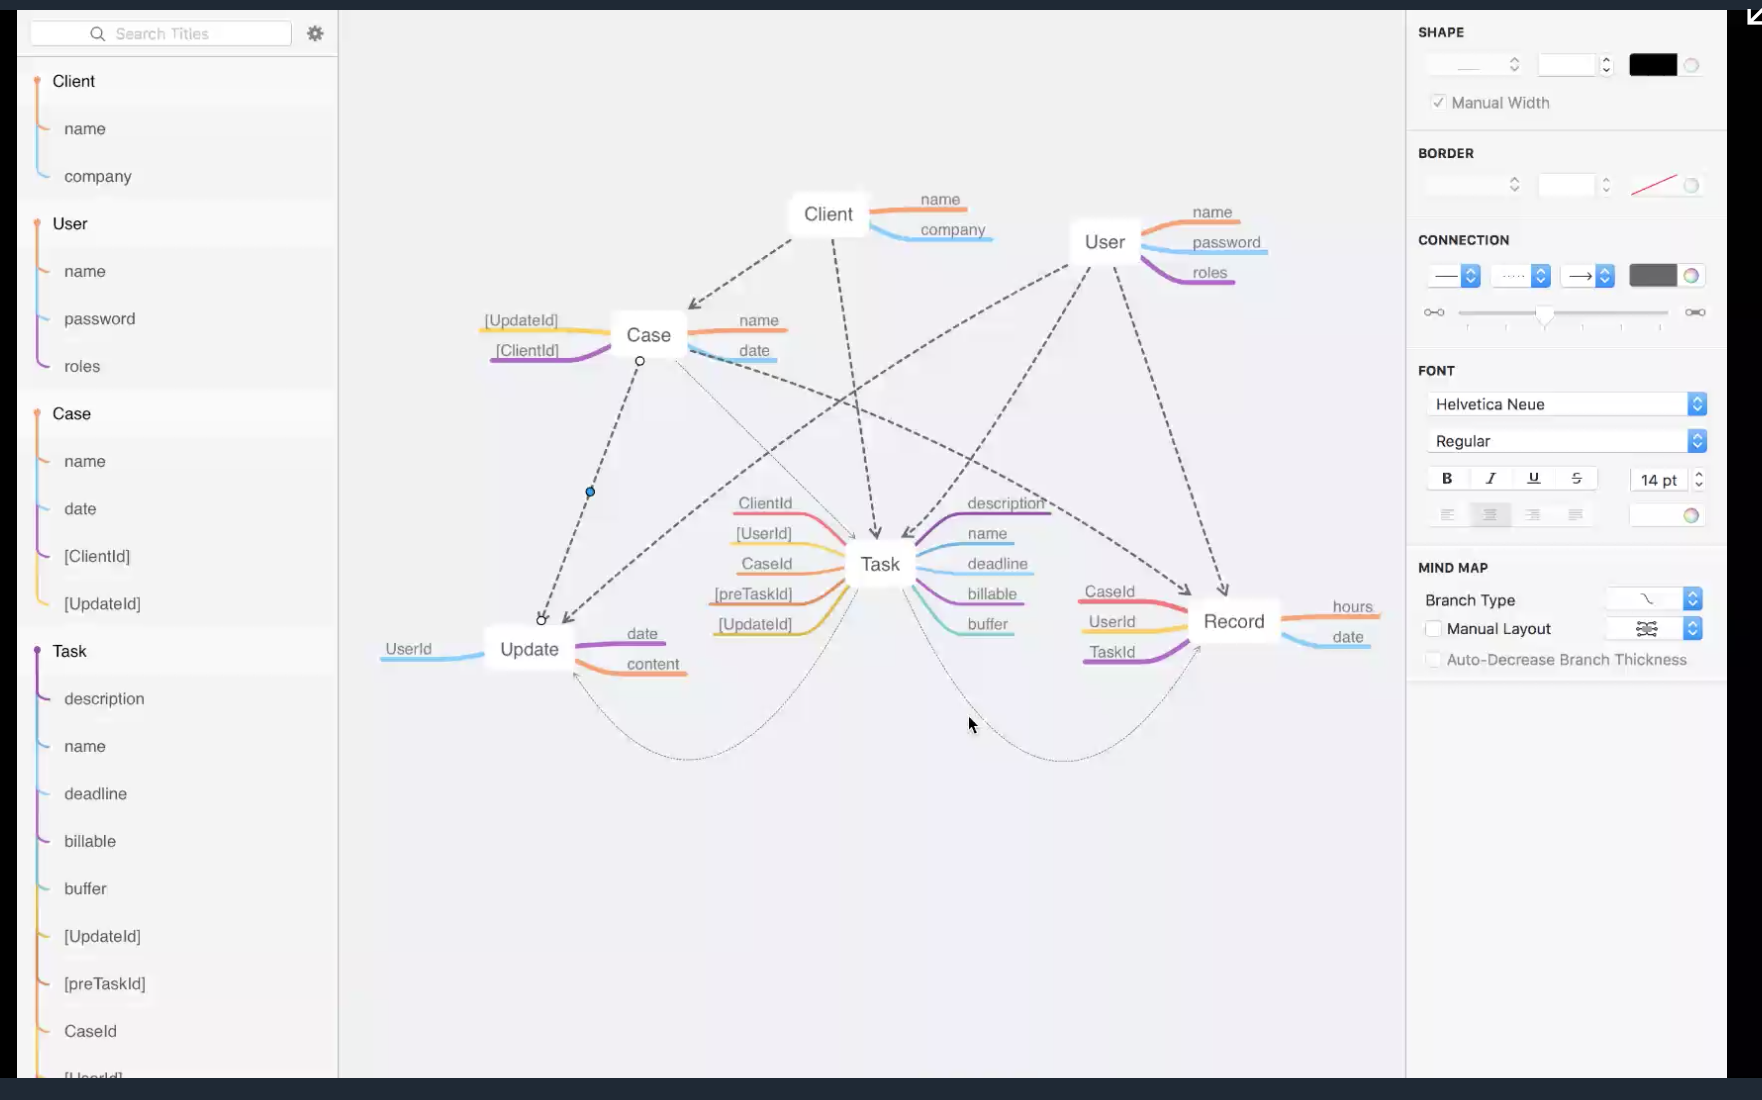 Search Titles
Client
name
company
User
name
password
roles
Case
name
date
[ClientId]
[UpdateId]
Task
description
name
deadline
billable
buffer
[UpdateId]
[preTaskId]
CaseId
[UserId]
Client
name
company
User
name
password
roles
[UpdateId]
[ClientId]
Case
name
date
ClientId
[UserId]
CaseId
[preTaskId]
[UpdateId]
Task
description
name
deadline
billable
buffer
UserId
Update
date
content
CaseId
UserId
TaskId
Record
hours
date
SHAPE
Manual Width
BORDER
CONNECTION
FONT
Helvetica Neue
Regular
B I U S 14 pt
MIND MAP
Branch Type
Manual Layout
Auto-Decrease Branch Thickness